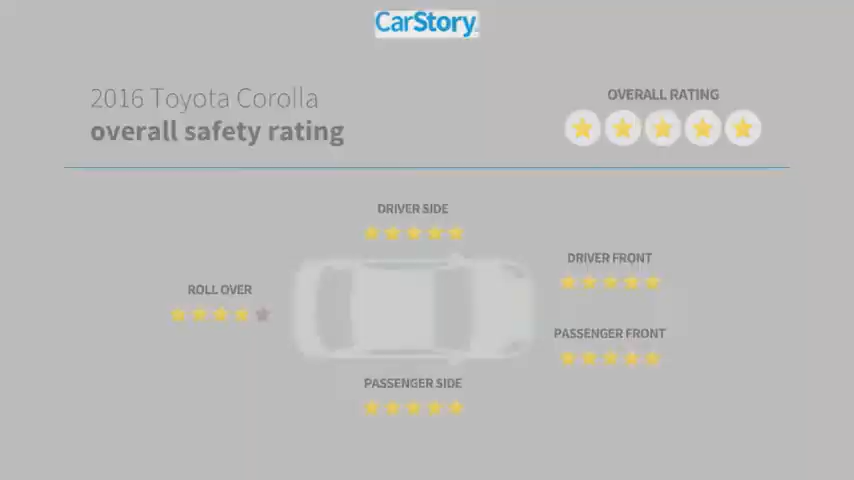 CarStory
2016 Toyota Corolla
overall safety rating
OVERALL RATING
DRIVER SIDE
DRIVER FRONT
ROLL OVER
PASSENGER FRONT
PASSENGER SIDE